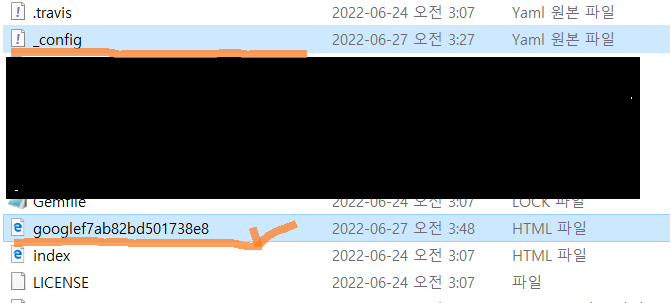 .travis 2022-06-24 오전 3:07 Yaml 원본 파일
_config 2022-06-27 오전 3:27 Yaml 원본 파일
Gemfile 2022-06-24 오전 3:07 LOCK 파일
googlef7ab82bd501738e8 2022-06-27 오전 3:48 HTML 파일
index 2022-06-24 오전 3:07 HTML 파일
LICENSE 2022-06-24 오전 3:07 파일